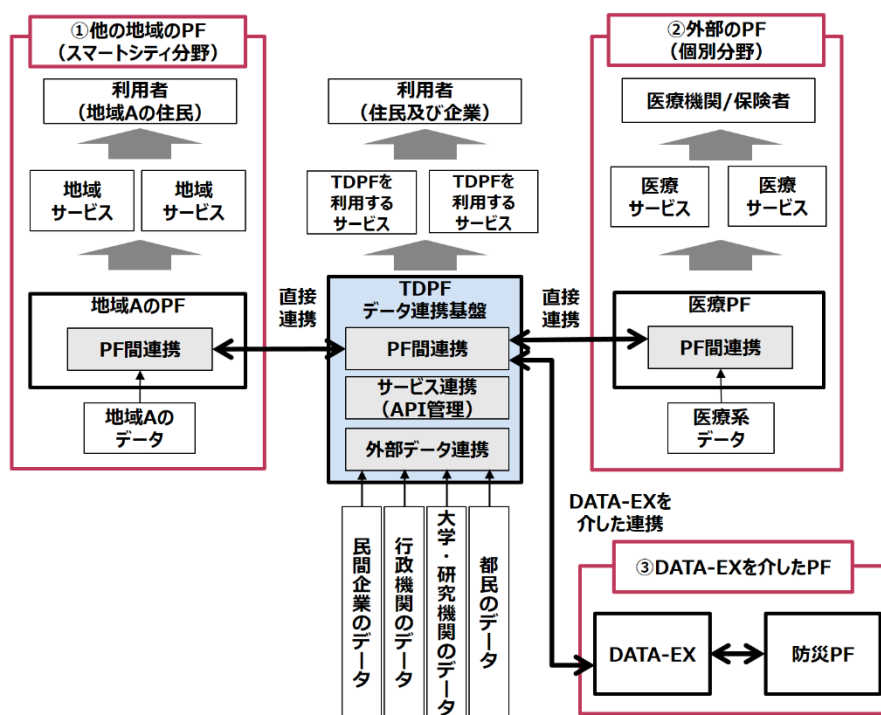 ①他の地域のPF
（スマートシティ分野）
利用者
（地域Aの住民）
地域
サービス
地域
サービス
地域AのPF
PF間連携
地域Aの
データ
直接
連携
利用者
（住民及び企業）
TDPFを
利用する
サービス
TDPFを
利用する
サービス
TDPF
データ連携基盤
PF間連携
サービス連携
（API管理）
外部データ連携
民間企業のデータ
行政機関のデータ
大学・研究機関のデータ
都民のデータ
直接
連携
②外部のPF
（個別分野）
医療機関/保険者
医療
サービス
医療
サービス
医療PF
PF間連携
医療系
データ
DATA-EXを
介した連携
③DATA-EXを介したPF
DATA-EX
防災PF